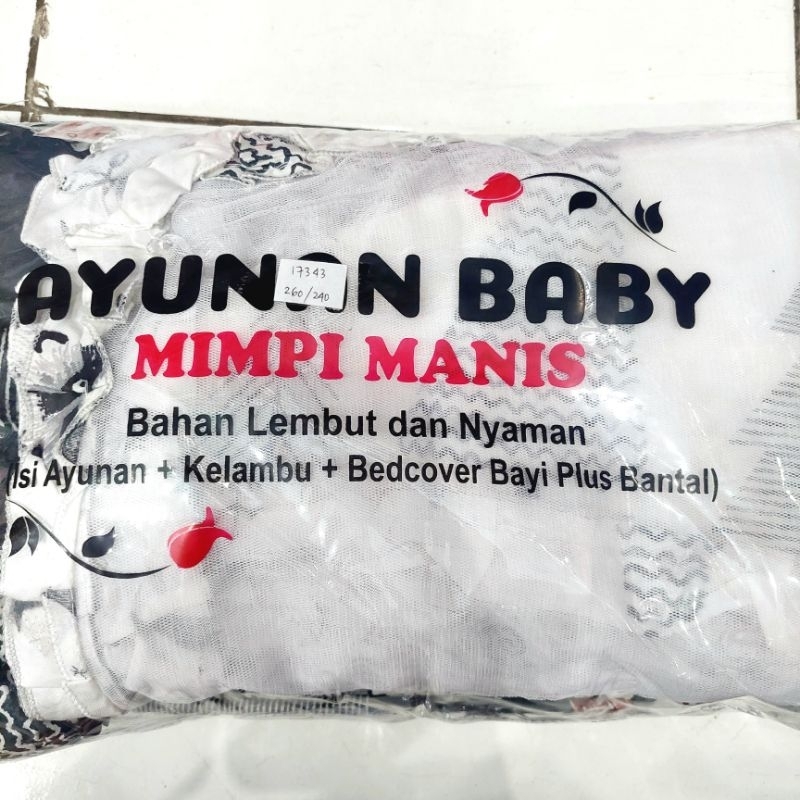 AYUNAN BABY
17343
260/240
MIMPI MANIS
Bahan Lembut dan Nyaman
(Isi Ayunan + Kelambu + Bedcover Bayi Plus Bantal)